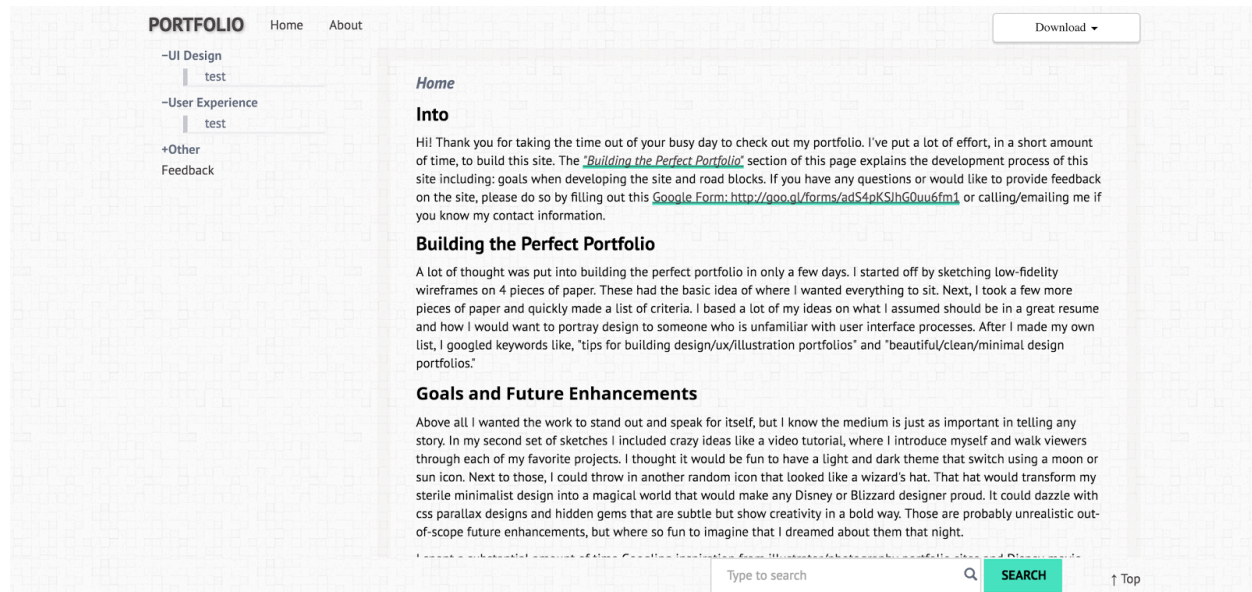 PORTFOLIO Home About Download
–UI Design
test
–User Experience
test
+Other
Feedback
Home
Into
Hi! Thank you for taking the time out of your busy day to check out my portfolio. I've put a lot of effort, in a short amount
of time, to build this site. The "Building the Perfect Portfolio" section of this page explains the development process of this
site including: goals when developing the site and road blocks. If you have any questions or would like to provide feedback
on the site, please do so by filling out this Google Form: http://goo.gl/forms/adS4pKSJhG0uu6fm1 or calling/emailing me if
you know my contact information.
Building the Perfect Portfolio
A lot of thought was put into building the perfect portfolio in only a few days. I started off by sketching low-fidelity
wireframes on 4 pieces of paper. These had the basic idea of where I wanted everything to sit. Next, I took a few more
pieces of paper and quickly made a list of criteria. I based a lot of my ideas on what I assumed should be in a great resume
and how I would want to portray design to someone who is unfamiliar with user interface processes. After I made my own
list, I googled keywords like, "tips for building design/ux/illustration portfolios" and "beautiful/clean/minimal design
portfolios."
Goals and Future Enhancements
Above all I wanted the work to stand out and speak for itself, but I know the medium is just as important in telling any
story. In my second set of sketches I included crazy ideas like a video tutorial, where I introduce myself and walk viewers
through each of my favorite projects. I thought it would be fun to have a light and dark theme that switch using a moon or
sun icon. Next to those, I could throw in another random icon that looked like a wizard's hat. That hat would transform my
sterile minimalist design into a magical world that would make any Disney or Blizzard designer proud. It could dazzle with
css parallax designs and hidden gems that are subtle but show creativity in a bold way. Those are probably unrealistic out-
of-scope future enhancements, but where so fun to imagine that I dreamed about them that night.
I spent a substantial amount of time Googling inspiration from illustrator/photography portfolio sites and Disney movie
Type to search SEARCH ↑ Top